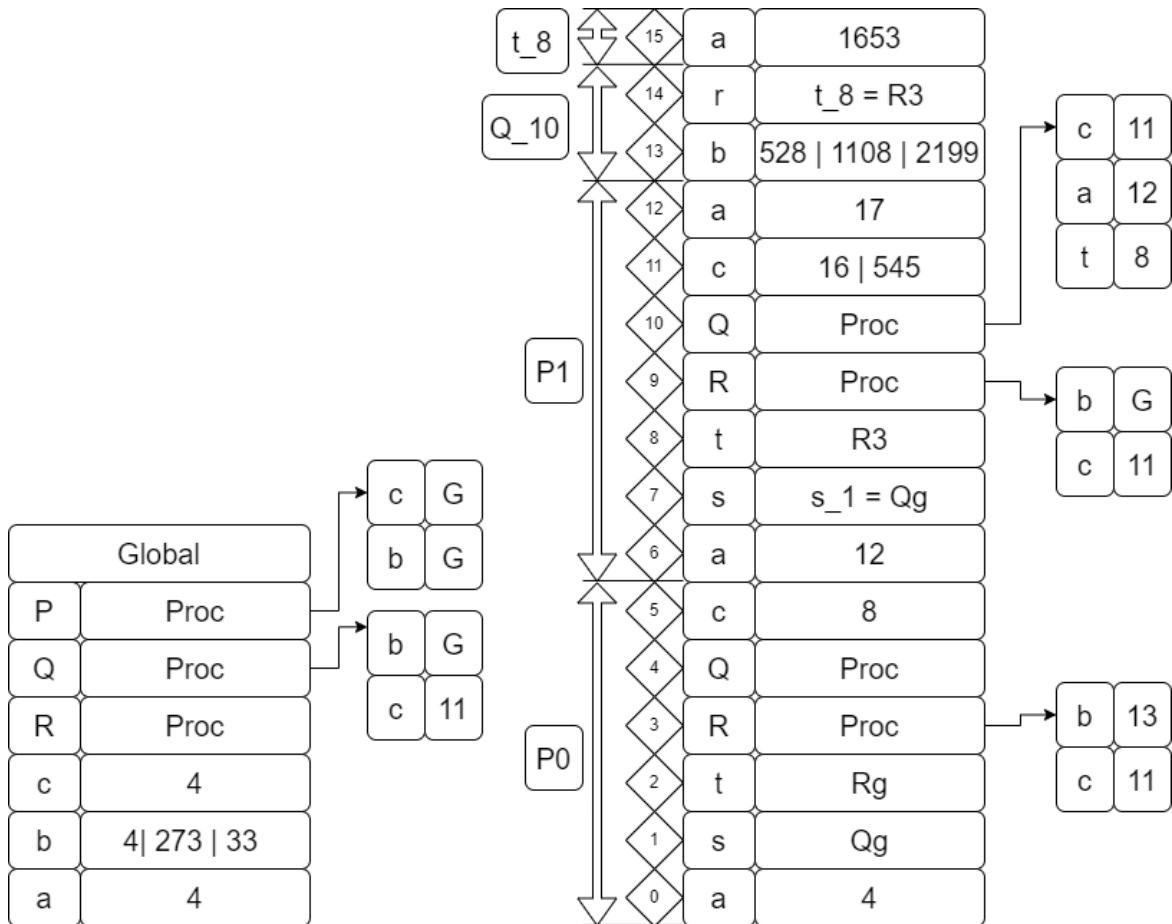 t_8
15 a 1653
14 r t_8 = R3
Q_10
13 b 528 | 1108 | 2199
c 11
12 a 17
a 12
11 c 16 | 545
t 8
10 Q Proc
P1
9 R Proc
b G
8 t R3
c 11
7 s s_1 = Qg
c G
6 a 12
b G
Global
5 c 8
P Proc
b G
4 Q Proc
Q Proc
c 11
3 R Proc
b 13
R Proc
P0
2 t Rg
c 11
c 4
1 s Qg
b 4| 273 | 33
0 a 4
a 4